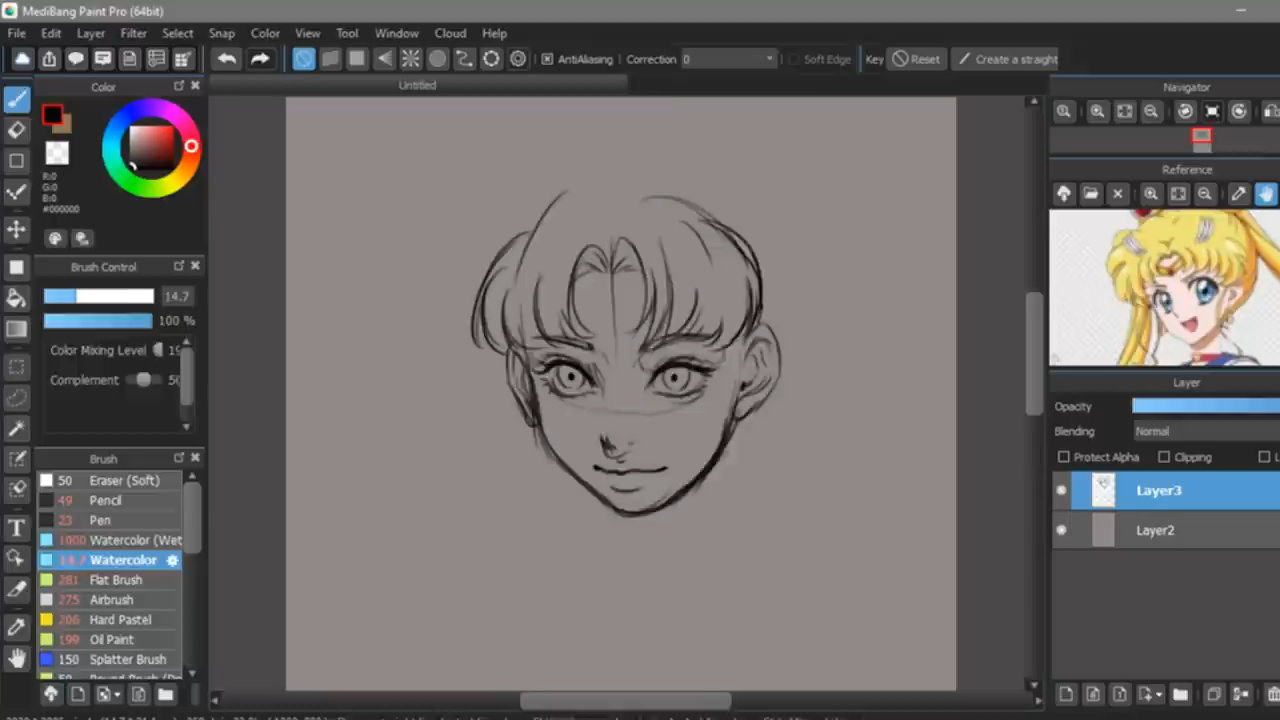 MediBang Paint Pro (64bit)
File Edit Layer Filter Select Snap Color View Tool Window Cloud Help
AntiAliasing Correction 0 Soft Edge Key Reset Create a straight
Color
Untitled
Navigator
R:0
G:0
B:0
#000000
Reference
Brush Control
14.7
100 %
Color Mixing Level 19
Complement 50
Layer
Opacity
Blending Normal
Protect Alpha Clipping L
Layer3
Layer2
Brush
50 Eraser (Soft)
49 Pencil
23 Pen
1000 Watercolor (Wet
14.7 Watercolor
281 Flat Brush
275 Airbrush
206 Hard Pastel
199 Oil Paint
150 Splatter Brush